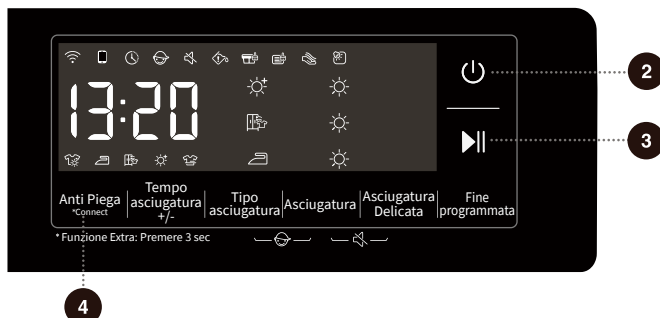 13:20
2
3
Anti Piega
*Connect
Tempo
asciugatura
+/-
Tipo
asciugatura
Asciugatura
Asciugatura
Delicata
Fine
programmata
* Funzione Extra: Premere 3 sec
4